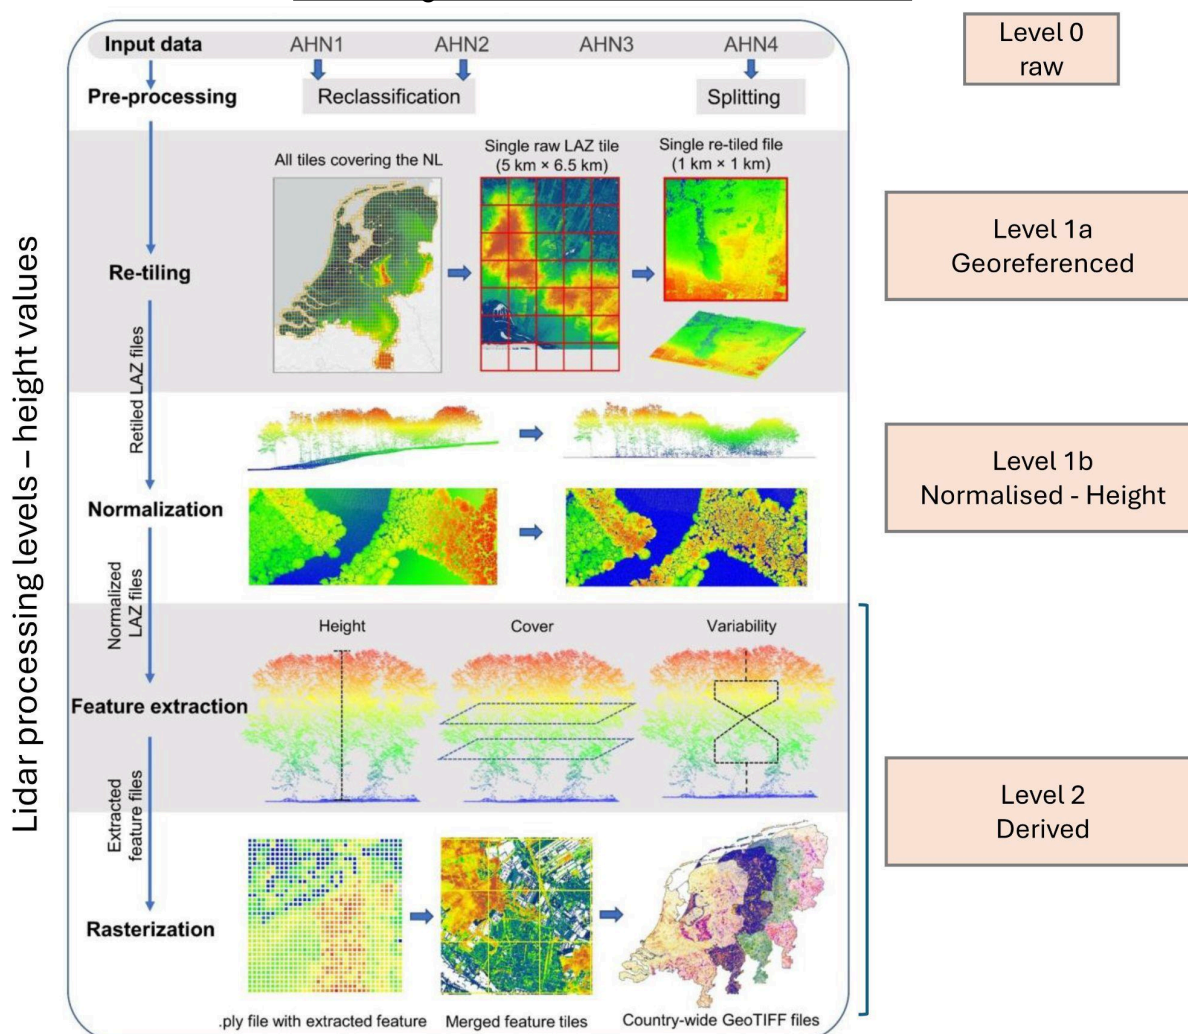 Input data
AHN1
AHN2
AHN3
AHN4
Level 0
raw
Pre-processing
Reclassification
Splitting
All tiles covering the NL
Single raw LAZ tile
(5 km × 6.5 km)
Single re-tiled file
(1 km × 1 km)
Level 1a
Georeferenced
Re-tiling
Lidar processing levels – height values
Retiled LAZ files
Level 1b
Normalised - Height
Normalization
Normalized
LAZ files
Height
Cover
Variability
Feature extraction
Level 2
Derived
Extracted
feature files
Rasterization
.ply file with extracted feature
Merged feature tiles
Country-wide GeoTIFF files